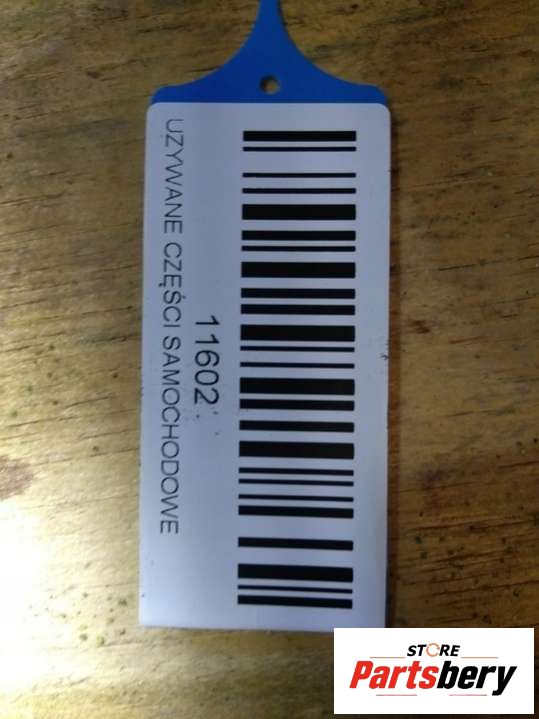 11602
UŻYWANE CZĘŚCI SAMOCHODOWE
STORE
Partsbery